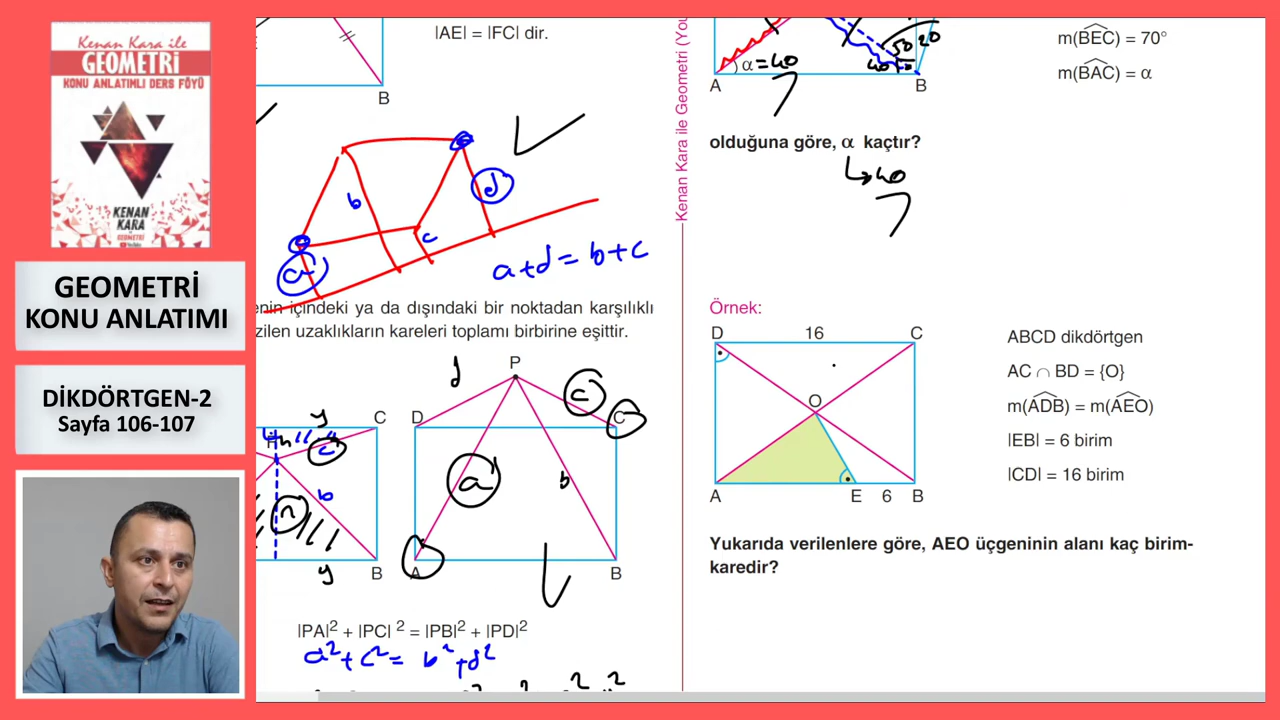 Kenan Kara ile
GEOMETRİ
KONU ANLATIMLI DERS FÖYÜ
KENAN
KARA
GEOMETRİ
GEOMETRİ
KONU ANLATIMI
DİKDÖRTGEN-2
Sayfa 106-107
|AE| = |FC| dir.
B
a
b
c
d
a+d = b+c
enin içindeki ya da dışındaki bir noktadan karşılıklı
zilen uzaklıkların kareleri toplamı birbirine eşittir.
y
C
c
b
n
y
B
P
d
c
D
C
a
b
A
B
|PA|² + |PC| ² = |PB|² + |PD|²
a²+c² = b²+d²
Kenan Kara ile Geometri (You
50
20
α = 40
40
A
B
m(BEC) = 70°
m(BAC) = α
olduğuna göre, α kaçtır?
40
Örnek:
D
16
C
O
A
E
6
B
ABCD dikdörtgen
AC ∩ BD = {O}
m(ADB) = m(AEO)
|EB| = 6 birim
|CD| = 16 birim
Yukarıda verilenlere göre, AEO üçgeninin alanı kaç birim-
karedir?